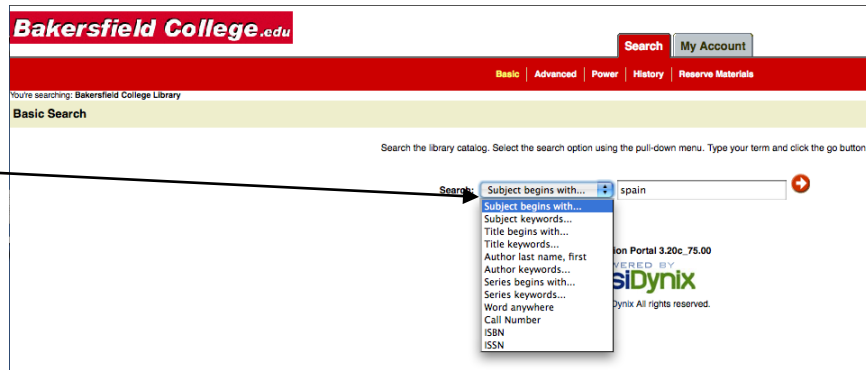 Bakersfield College.edu
Search My Account
Basic Advanced Power History Reserve Materials
You're searching: Bakersfield College Library
Basic Search
Search the library catalog. Select the search option using the pull-down menu. Type your term and click the go button
Search: Subject begins with... spain
Subject begins with...
Subject keywords...
Title begins with...
Title keywords...
Author last name, first
Author keywords...
Series begins with...
Series keywords...
Word anywhere
Call Number
ISBN
ISSN
Portal 3.20c_75.00
BY
siDynix
All rights reserved.